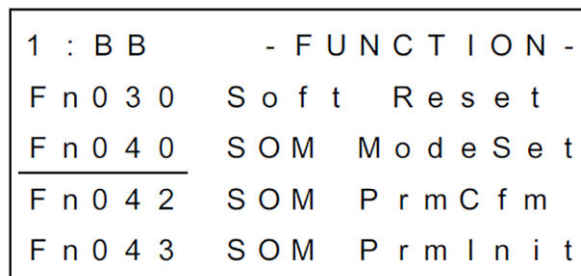 1 : BB -FUNCTION-
Fn030 Soft Reset
Fn040 SOM ModeSet
Fn042 SOM PrmCfm
Fn043 SOM PrmInit